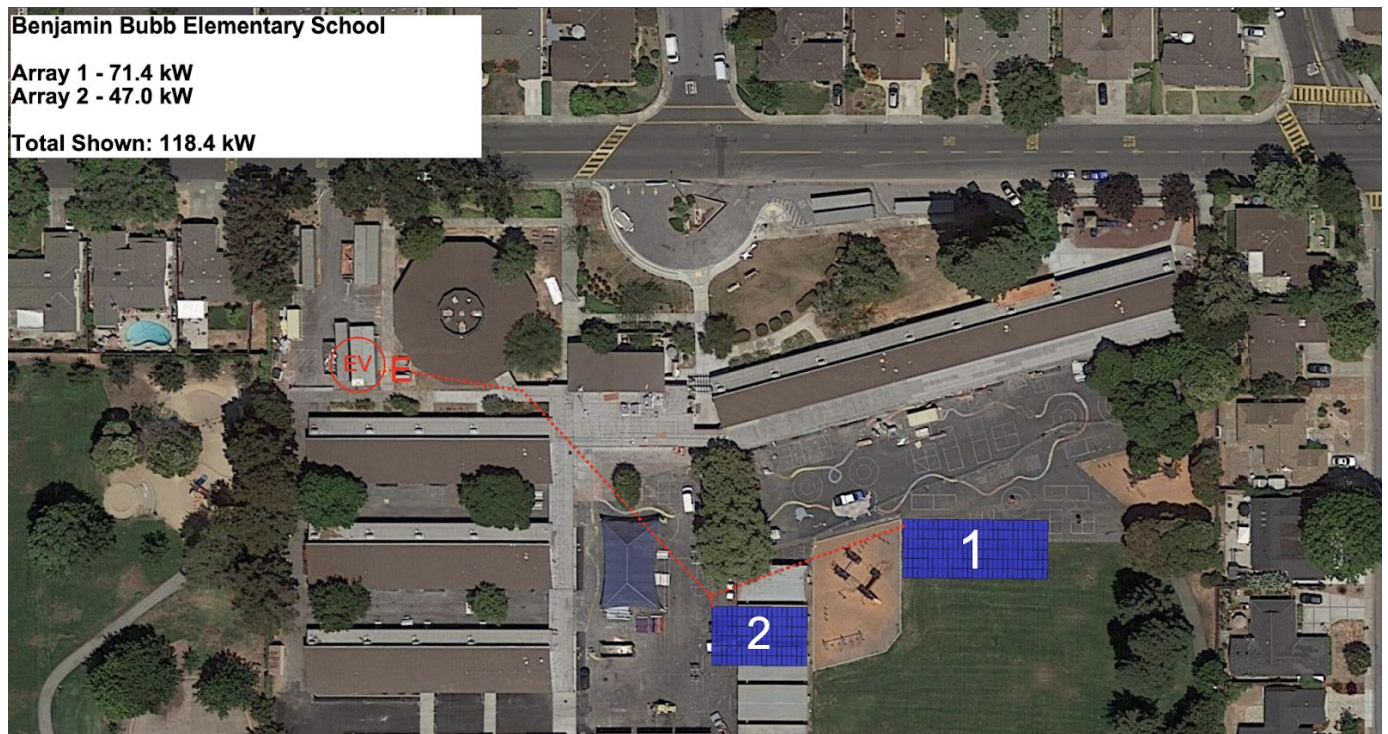 Benjamin Bubb Elementary School
Array 1 - 71.4 kW
Array 2 - 47.0 kW
Total Shown: 118.4 kW
EV E
1
2